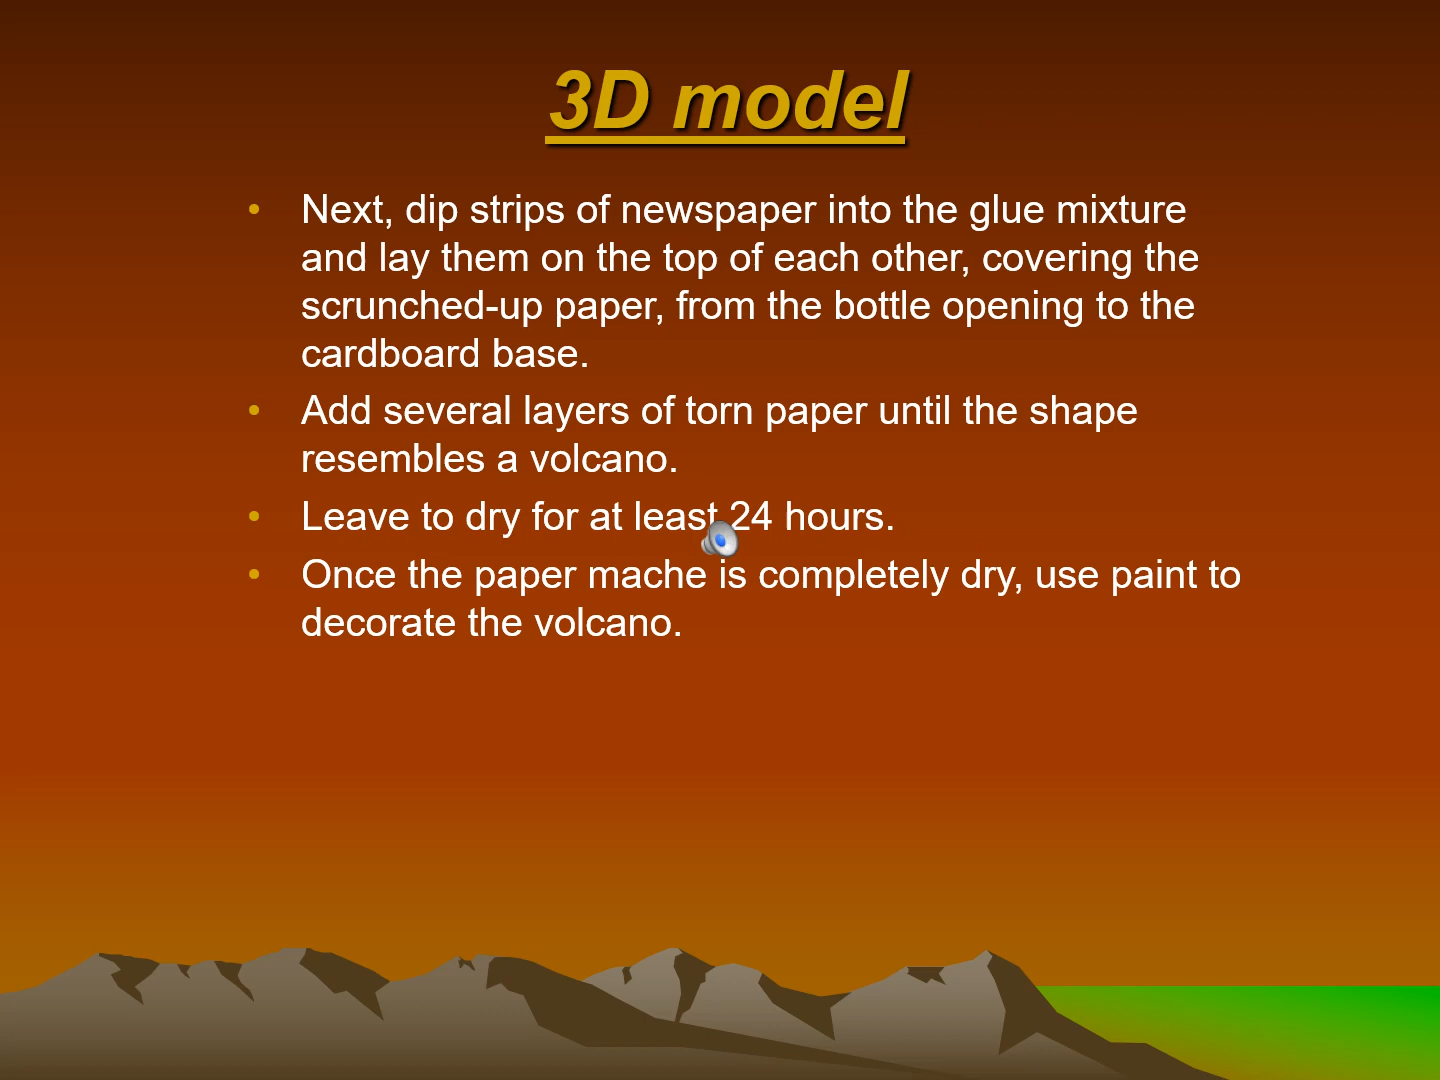 3D model
• Next, dip strips of newspaper into the glue mixture
and lay them on the top of each other, covering the
scrunched-up paper, from the bottle opening to the
cardboard base.
• Add several layers of torn paper until the shape
resembles a volcano.
• Leave to dry for at least 24 hours.
• Once the paper mache is completely dry, use paint to
decorate the volcano.